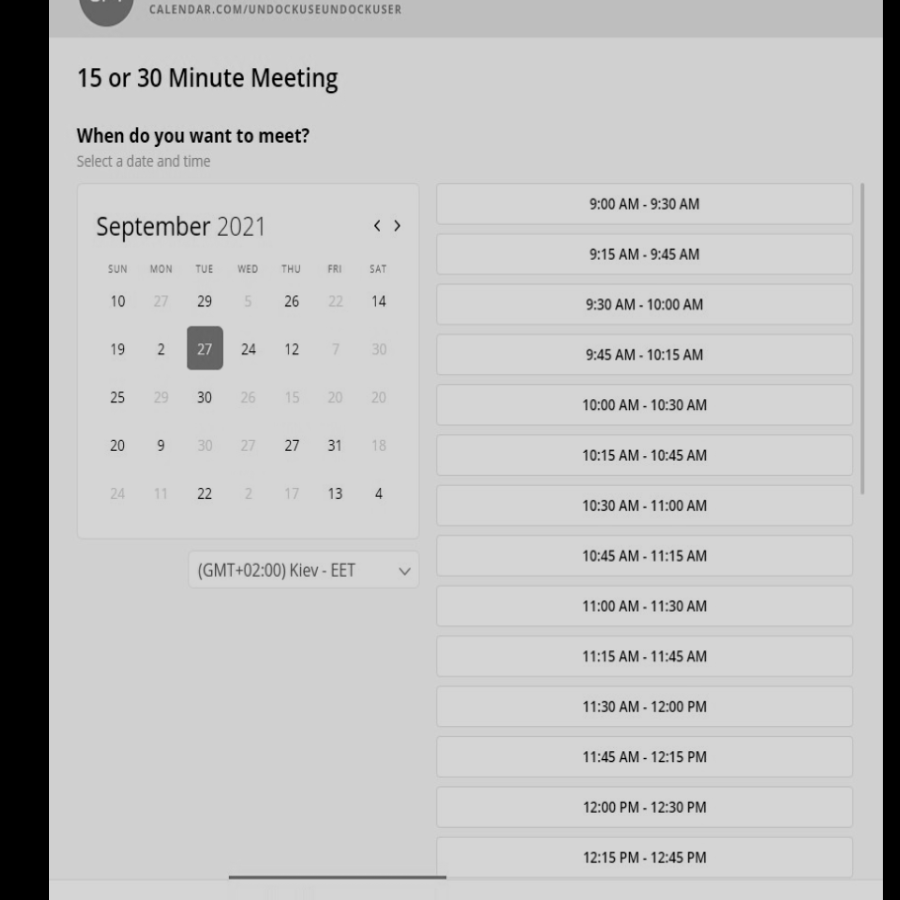 CALENDAR.COM/UNDOCKUSEUNDOCKUSER
15 or 30 Minute Meeting
When do you want to meet?
Select a date and time
September 2021
SUN MON TUE WED THU FRI SAT
10 27 29 5 26 22 14
19 2 27 24 12 7 30
25 29 30 26 15 20 20
20 9 30 27 27 31 18
24 11 22 2 17 13 4
(GMT+02:00) Kiev - EET
9:00 AM - 9:30 AM
9:15 AM - 9:45 AM
9:30 AM - 10:00 AM
9:45 AM - 10:15 AM
10:00 AM - 10:30 AM
10:15 AM - 10:45 AM
10:30 AM - 11:00 AM
10:45 AM - 11:15 AM
11:00 AM - 11:30 AM
11:15 AM - 11:45 AM
11:30 AM - 12:00 PM
11:45 AM - 12:15 PM
12:00 PM - 12:30 PM
12:15 PM - 12:45 PM